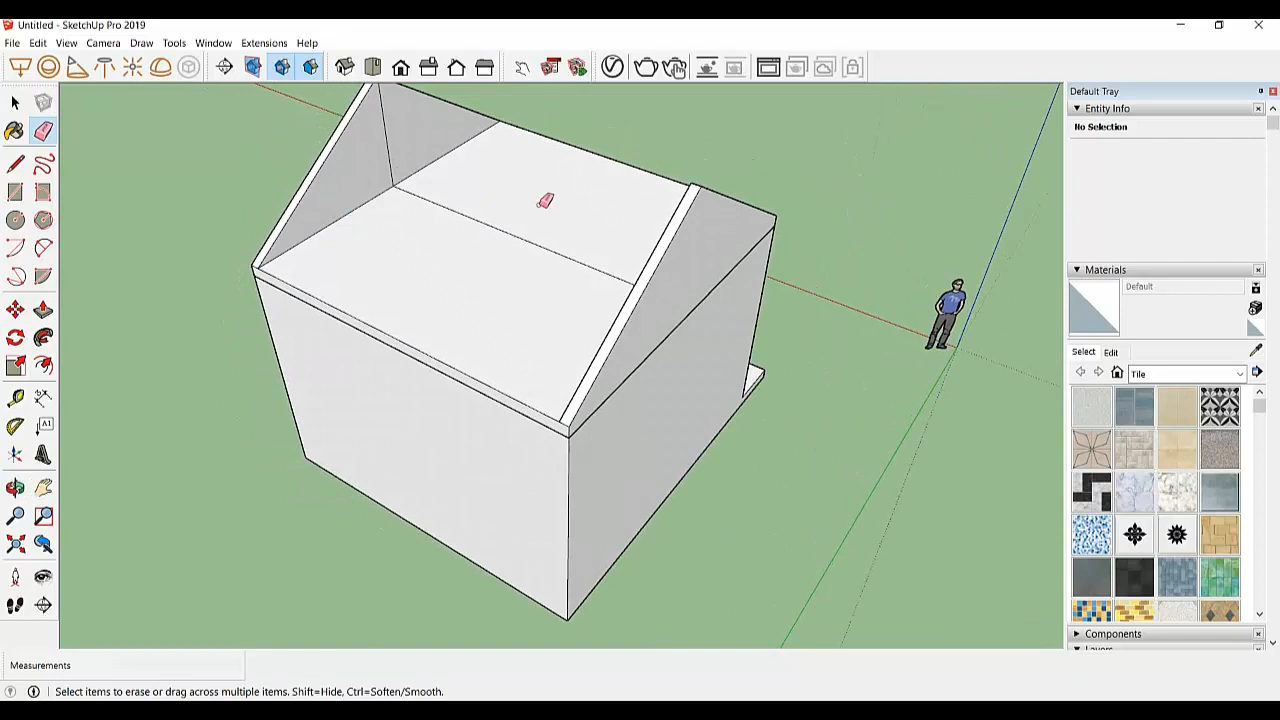 Untitled - SketchUp Pro 2019
File Edit View Camera Draw Tools Window Extensions Help
Default Tray
Entity Info
No Selection
Materials
Default
Select Edit
Tile
A1
Components
Measurements
Select items to erase or drag across multiple items. Shift=Hide, Ctrl=Soften/Smooth.